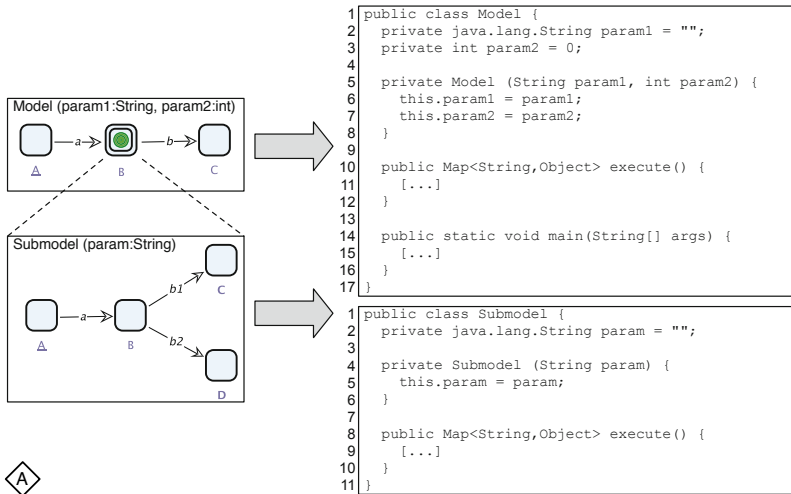 Model (param1:String, param2:int)
a
b
A
B
C
Submodel (param:String)
a
b1
b2
A
B
C
D
A
1 public class Model {
2   private java.lang.String param1 = "";
3   private int param2 = 0;
4
5   private Model (String param1, int param2) {
6     this.param1 = param1;
7     this.param2 = param2;
8   }
9
10   public Map<String,Object> execute() {
11     [...]
12   }
13
14   public static void main(String[] args) {
15     [...]
16   }
17 }
1 public class Submodel {
2   private java.lang.String param = "";
3
4   private Submodel (String param) {
5     this.param = param;
6   }
7
8   public Map<String,Object> execute() {
9     [...]
10   }
11 }